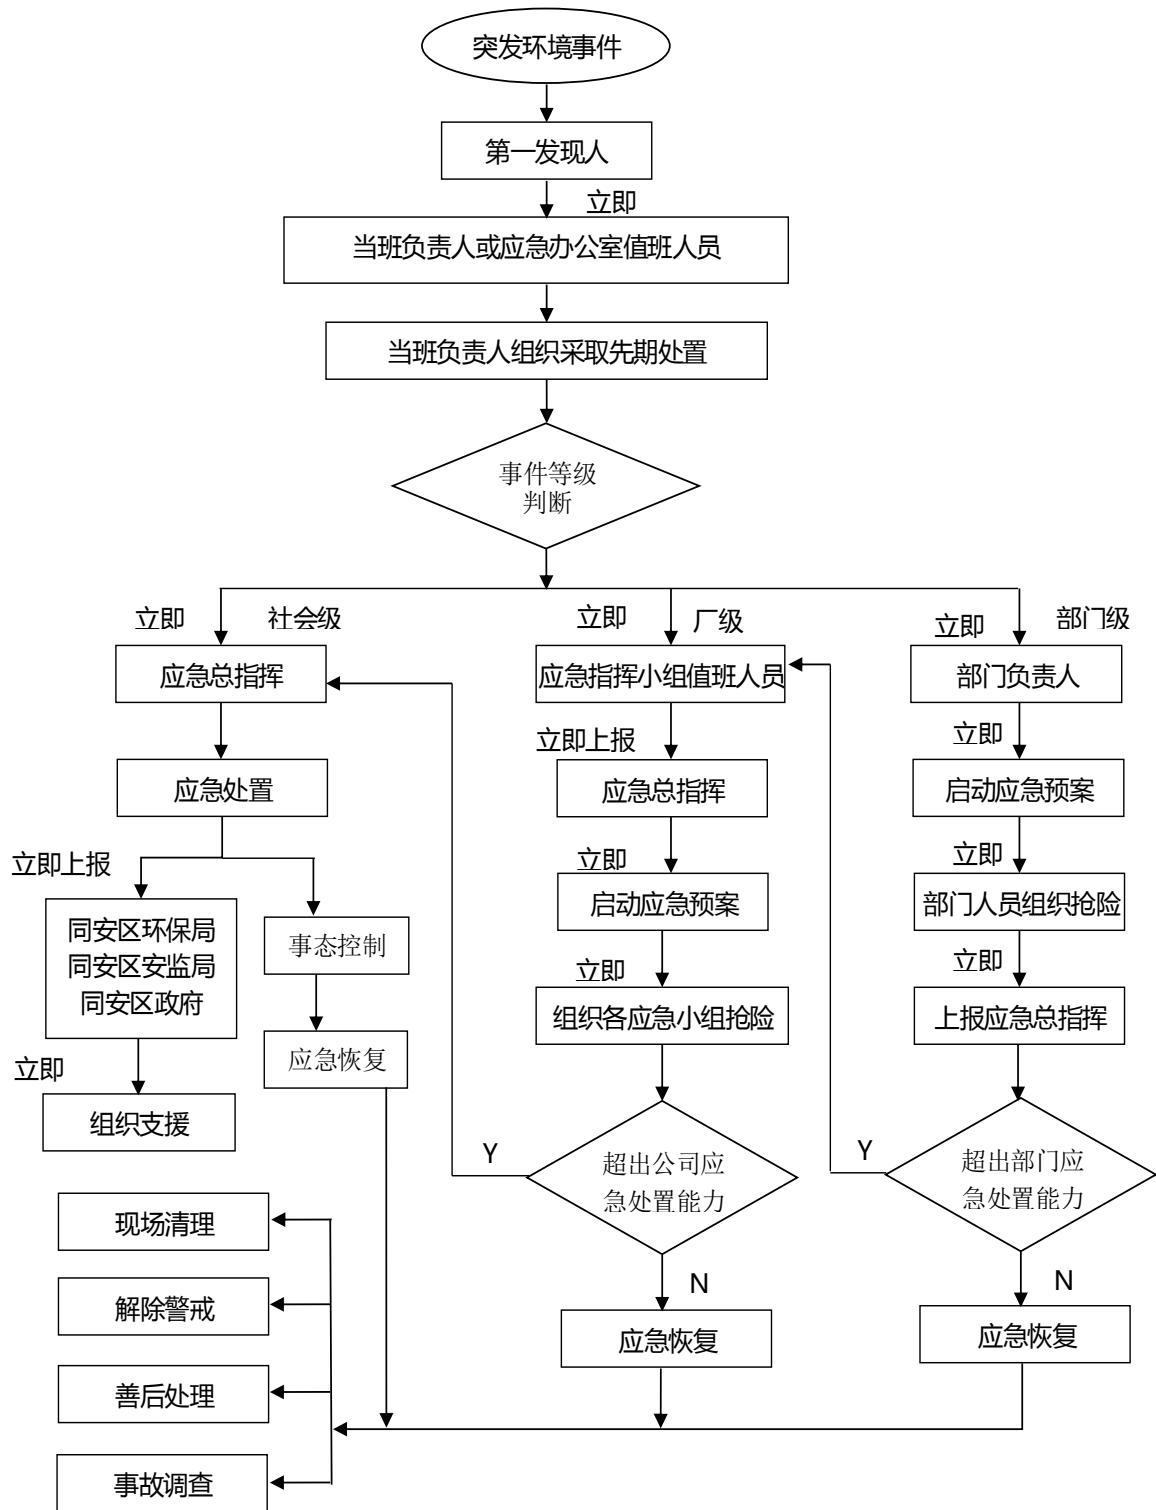 突发环境事件
第一发现人
立即
当班负责人或应急办公室值班人员
当班负责人组织采取先期处置
事件等级
判断
立即
社会级
立即
厂级
立即
部门级
应急总指挥
应急指挥小组值班人员
部门负责人
立即上报
立即
应急处置
应急总指挥
启动应急预案
立即上报
立即
立即
同安区环保局
同安区安监局
同安区政府
事态控制
启动应急预案
部门人员组织抢险
立即
立即
组织各应急小组抢险
上报应急总指挥
应急恢复
立即
组织支援
Y
超出公司应
急处置能力
Y
超出部门应
急处置能力
现场清理
N
N
解除警戒
应急恢复
应急恢复
善后处理
事故调查